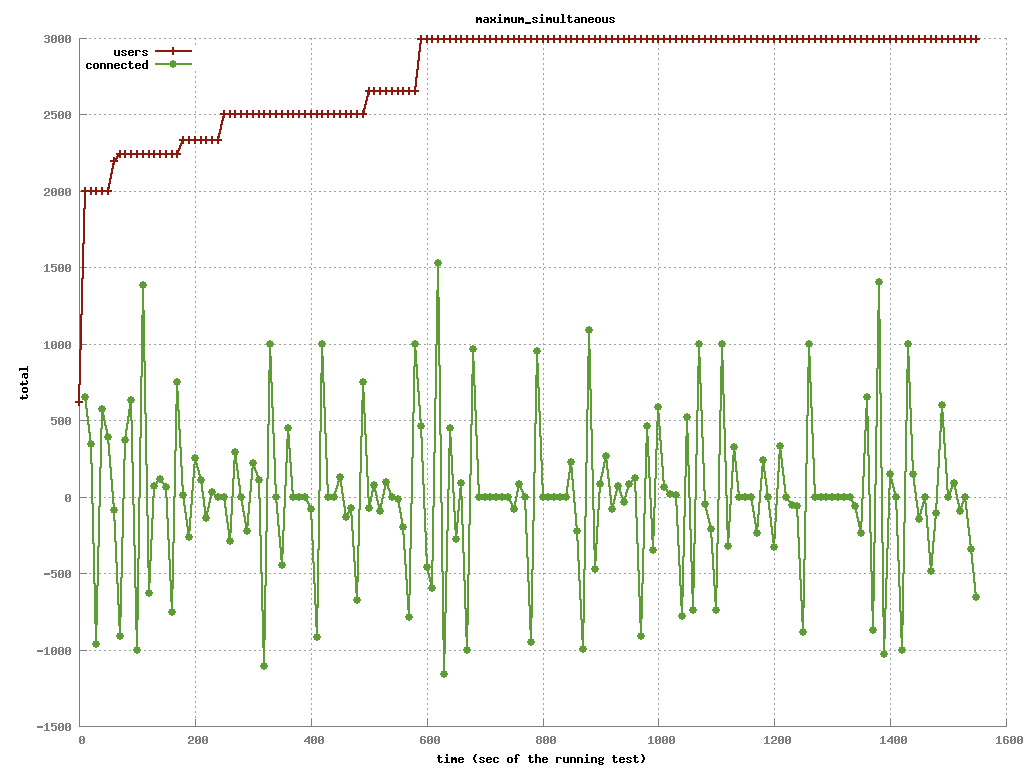 maximum_simultaneous
users
connected
3000
2500
2000
1500
1000
500
0
-500
-1000
-1500
total
0 200 400 600 800 1000 1200 1400 1600
time (sec of the running test)